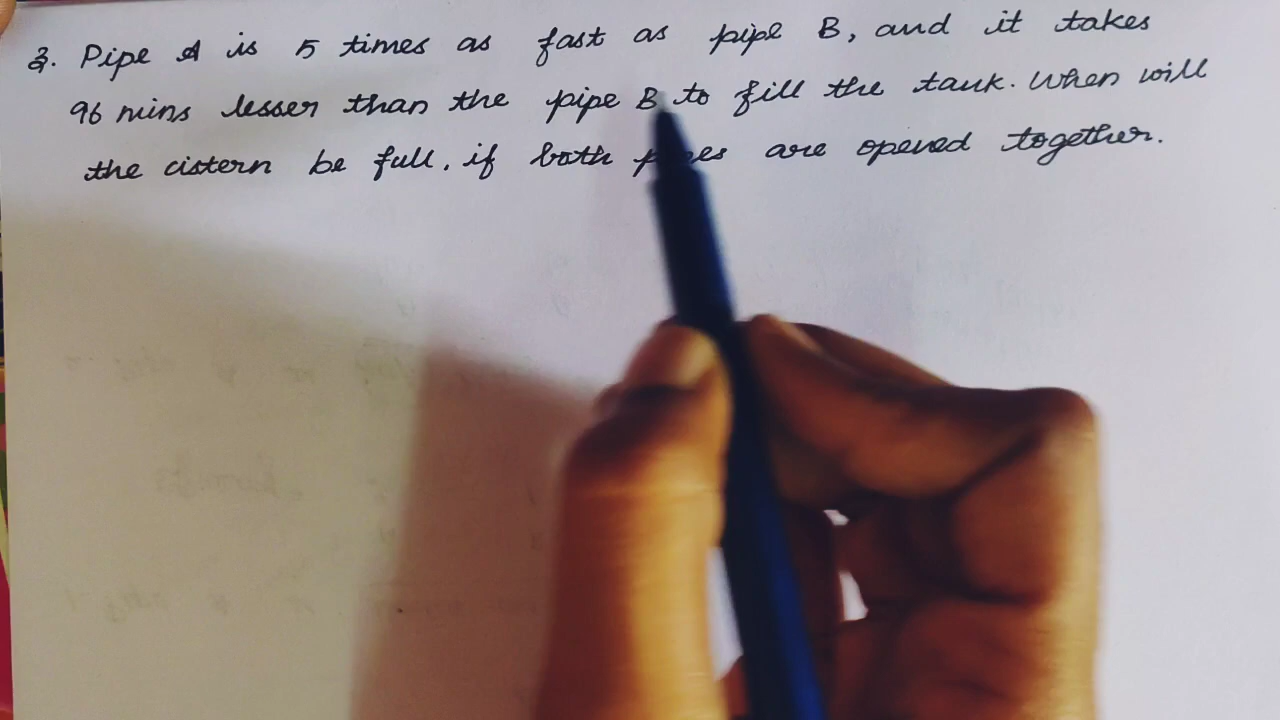 3. Pipe A is 5 times as fast as pipe B, and it takes
96 mins lesser than the pipe B to fill the tank. When will
the cistern be full, if both pipes are opened together.